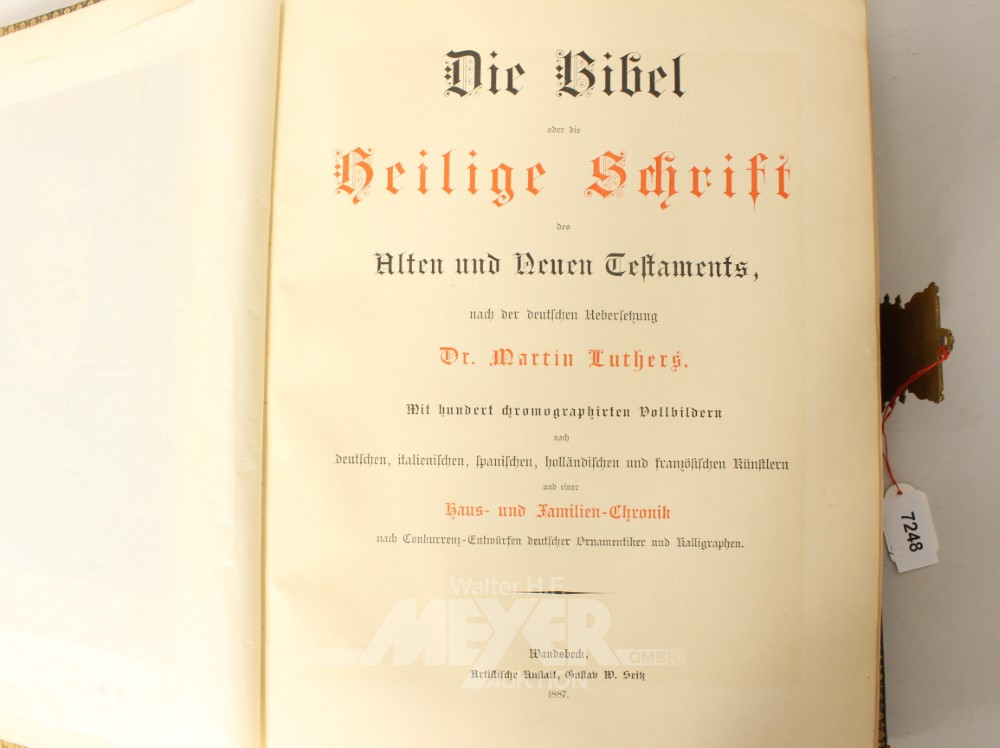 Die Bibel
oder die
Heilige Schrift
des
Alten und Neuen Testaments,
nach der deutschen Uebersetzung
Dr. Martin Luthers.
Mit hundert chromographirten Vollbildern
nach
deutschen, italienischen, spanischen, holländischen und französischen Künstlern
und einer
Haus- und Familien-Chronik
nach Conkurrenz-Entwürfen deutscher Ornamentiker und Kalligraphen.
Walter H.F.
MEYER
GMBH
AUKTION
Wandsbeck,
Artistische Anstalt, Gustav W. Seitz
1887.
7248